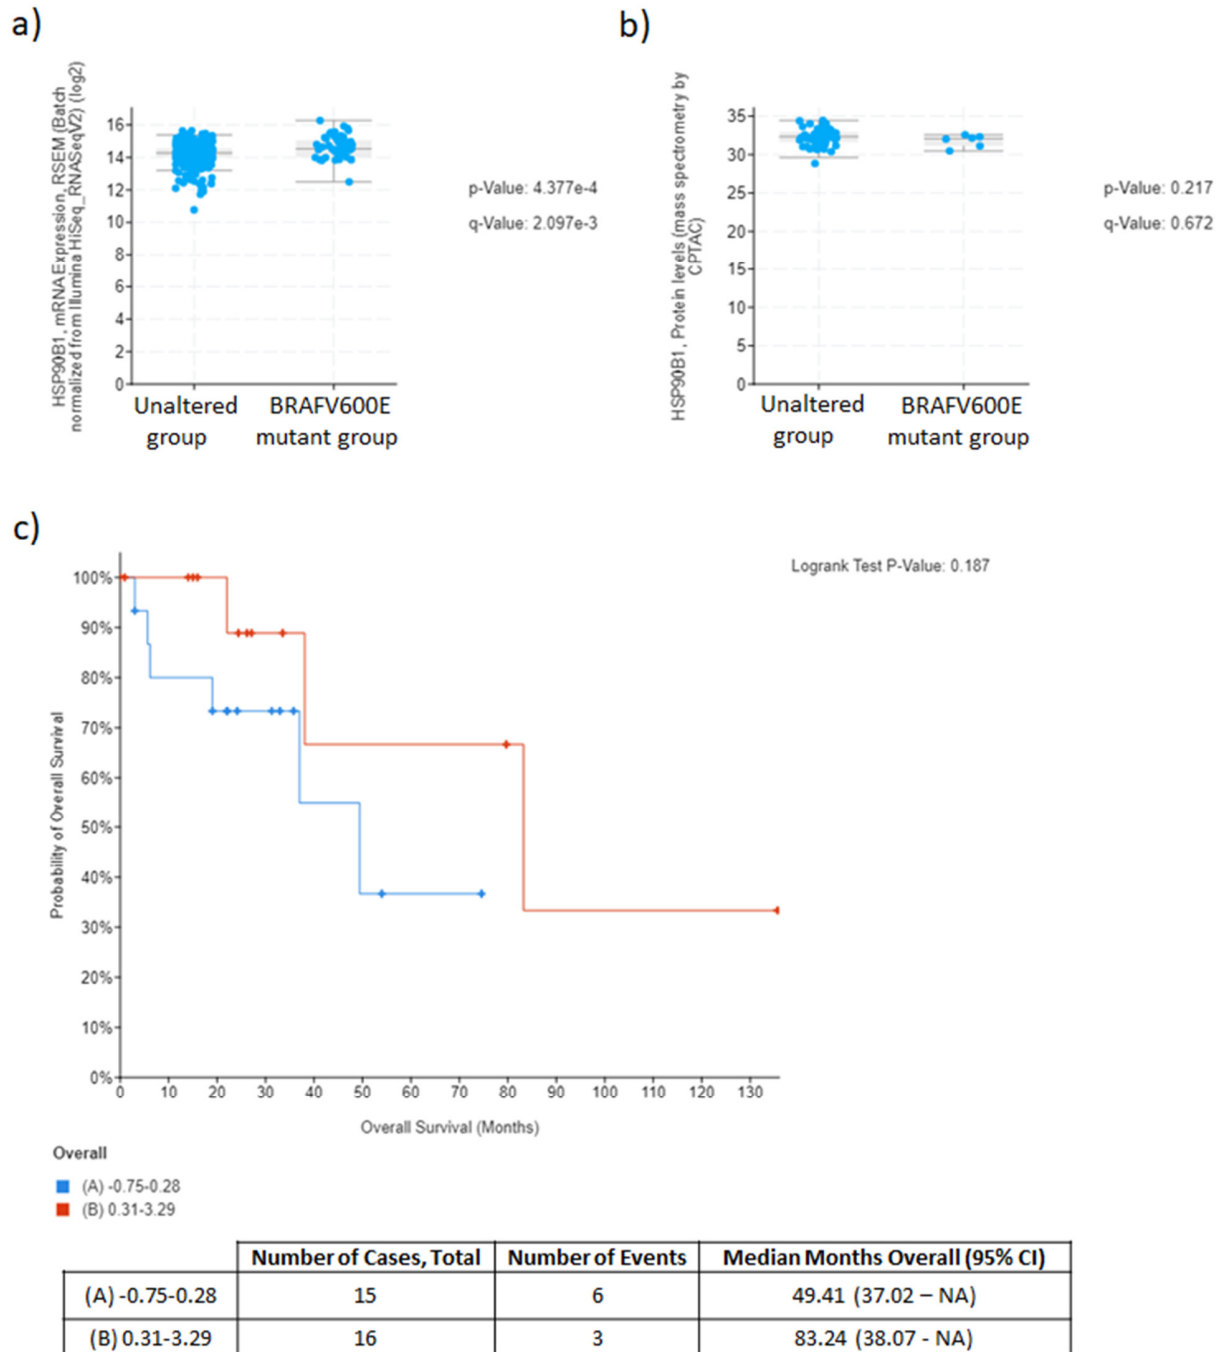 a)
HSP90B1, mRNA Expression, RSEM (Batch
normalized from Illumina HiSeq_RNASeqV2) (log2)
16
14
12
10
8
6
4
2
0
Unaltered
group
BRAFV600E
mutant group
p-Value: 4.377e-4
q-Value: 2.097e-3
b)
HSP90B1, Protein levels (mass spectrometry by
CPTAC)
35
30
25
20
15
10
5
0
Unaltered
group
BRAFV600E
mutant group
p-Value: 0.217
q-Value: 0.672
c)
Logrank Test P-Value: 0.187
Probability of Overall Survival
100%
90%
80%
70%
60%
50%
40%
30%
20%
10%
0%
0 10 20 30 40 50 60 70 80 90 100 110 120 130
Overall Survival (Months)
Overall
(A) -0.75-0.28
(B) 0.31-3.29
Number of Cases, Total Number of Events Median Months Overall (95% CI)
(A) -0.75-0.28 15 6 49.41 (37.02 – NA)
(B) 0.31-3.29 16 3 83.24 (38.07 - NA)